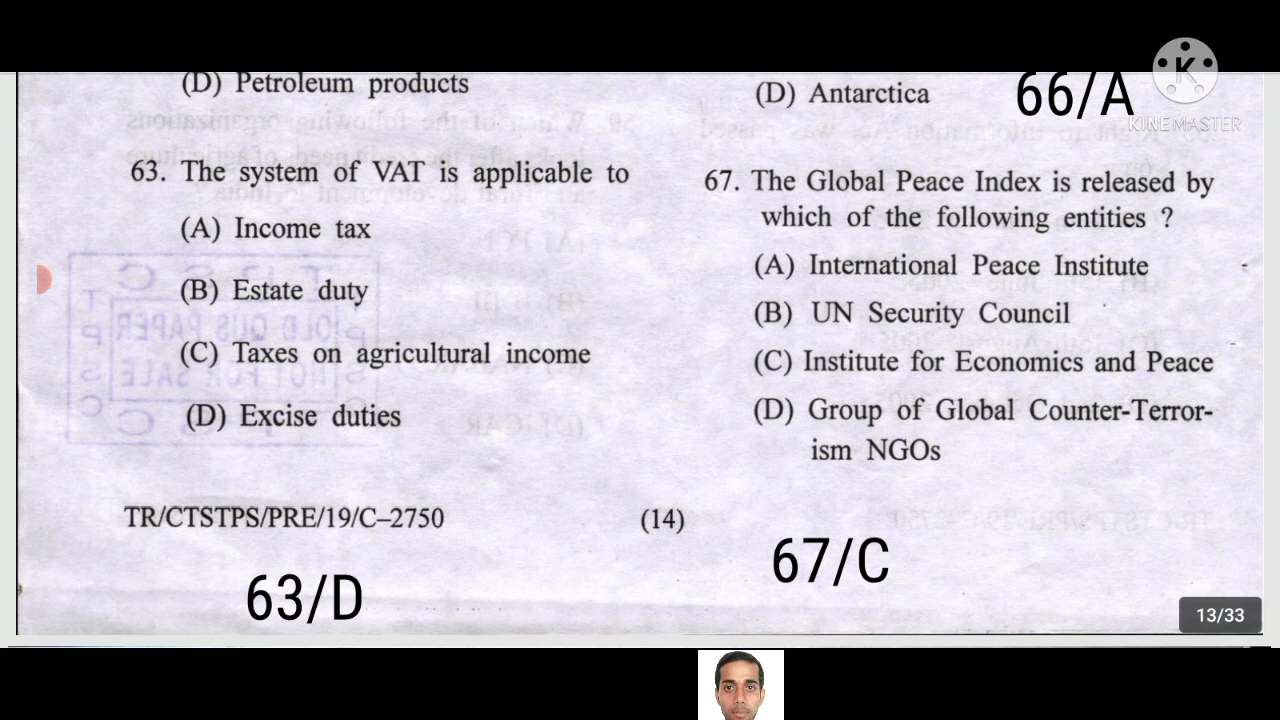 (D) Petroleum products
63. The system of VAT is applicable to
(A) Income tax
(B) Estate duty
(C) Taxes on agricultural income
(D) Excise duties
TR/CTSTPS/PRE/19/C–2750
63/D
(14)
(D) Antarctica
66/A
K
KINEMASTER
67. The Global Peace Index is released by
which of the following entities ?
(A) International Peace Institute
(B) UN Security Council
(C) Institute for Economics and Peace
(D) Group of Global Counter-Terror-
ism NGOs
67/C
13/33